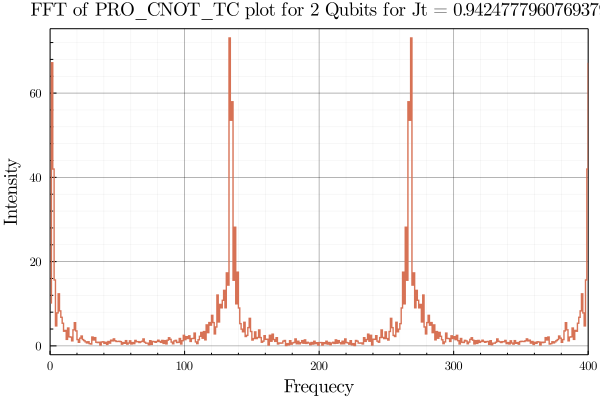 FFT of PRO_CNOT_TC plot for 2 Qubits for Jt = 0.942477796076937
Intensity
60
40
20
0
0 100 200 300 400
Frequecy